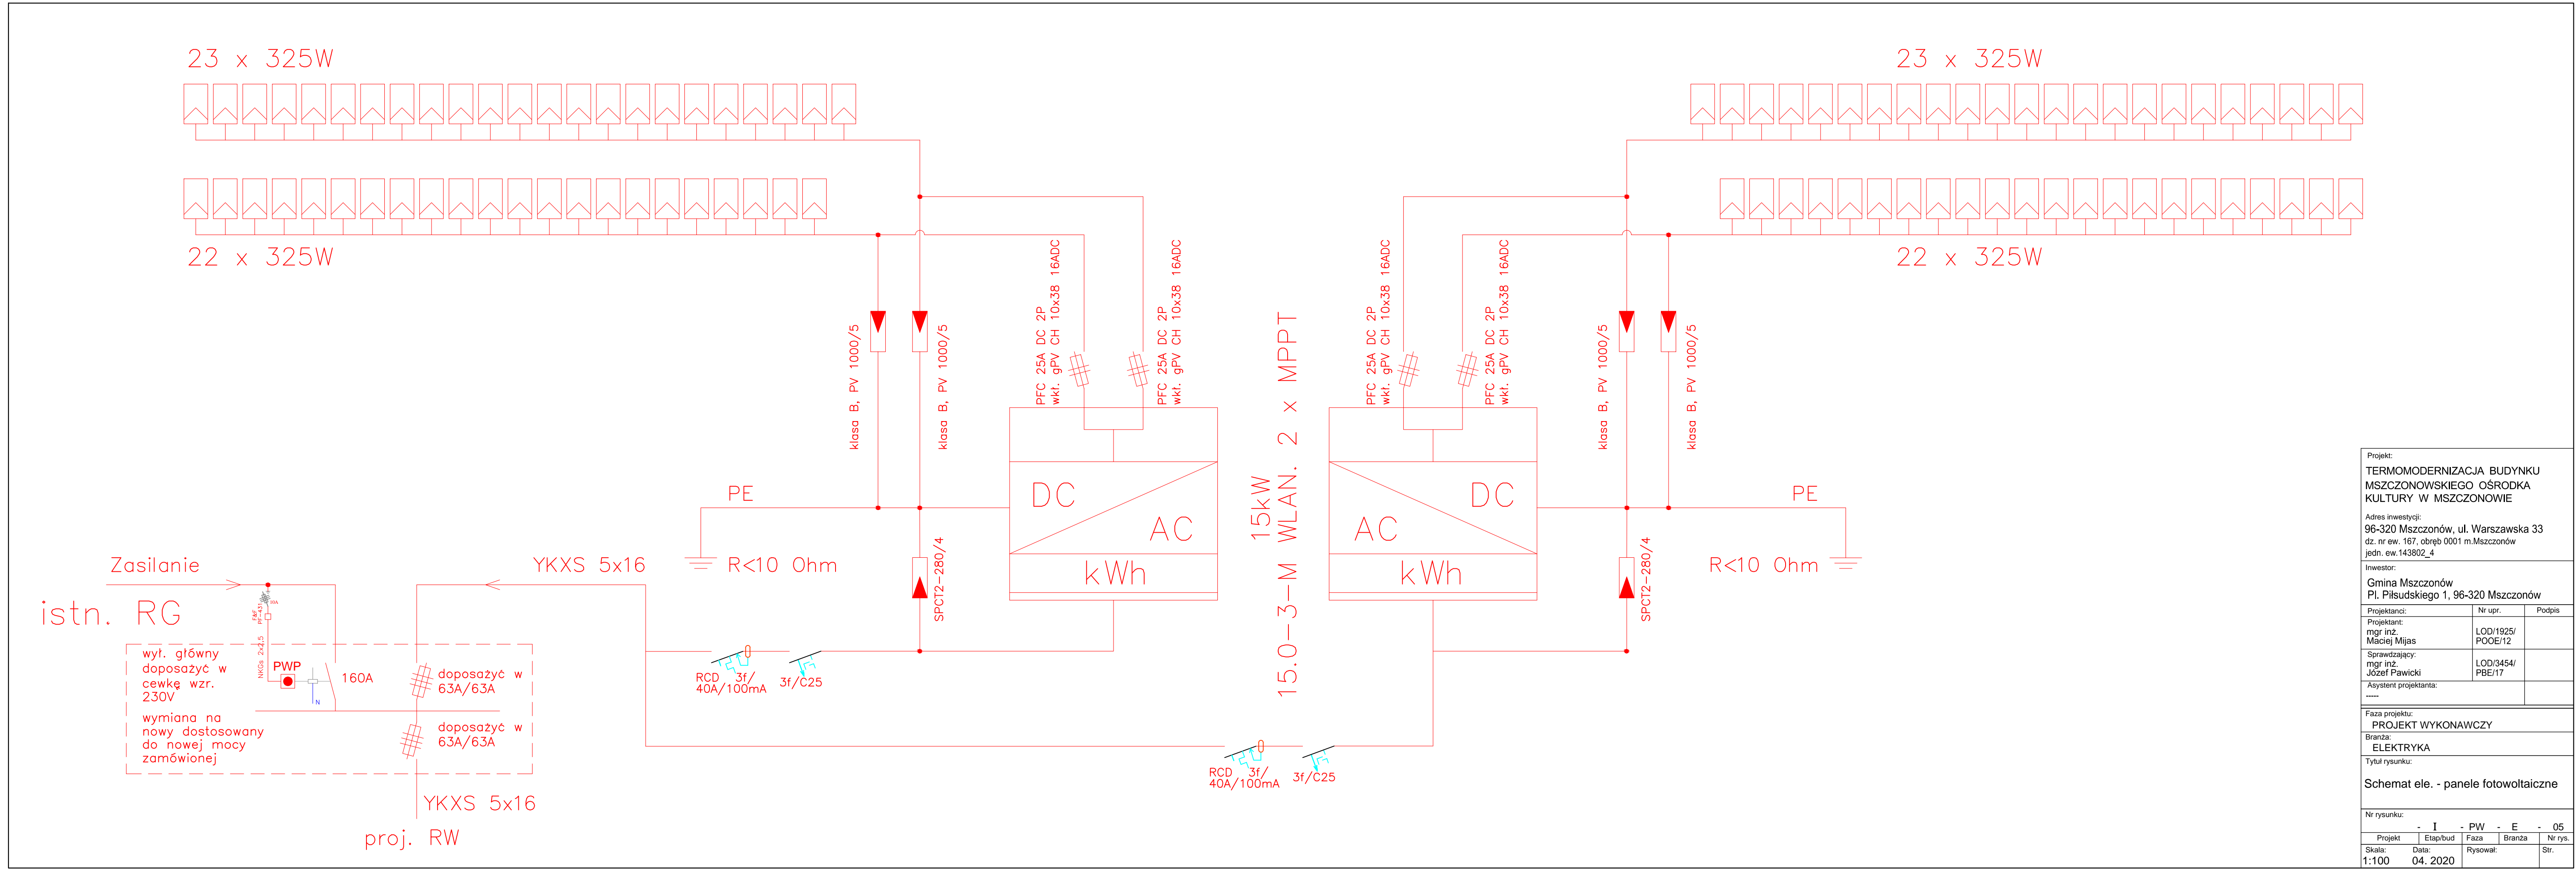 23 x 325W
23 x 325W
22 x 325W
22 x 325W
klasa B, PV 1000/5
klasa B, PV 1000/5
PFC 25A DC 2P
wkł. gPV CH 10x38 16ADC
PFC 25A DC 2P
wkł. gPV CH 10x38 16ADC
15kW
15.0-3-M WLAN. 2 x MPPT
PFC 25A DC 2P
wkł. gPV CH 10x38 16ADC
PFC 25A DC 2P
wkł. gPV CH 10x38 16ADC
klasa B, PV 1000/5
klasa B, PV 1000/5
PE
DC
AC
kWh
DC
AC
kWh
PE
R<10 Ohm
SPCT2-280/4
SPCT2-280/4
R<10 Ohm
Zasilanie
istn. RG
YKXS 5x16
F&F
PF-431
NKGs 2x2,5
wył. główny
doposażyć w
cewkę wzr.
230V
wymiana na
nowy dostosowany
do nowej mocy
zamówionej
PWP
N
160A
doposażyć w
63A/63A
doposażyć w
63A/63A
YKXS 5x16
proj. RW
RCD 3f/
40A/100mA
3f/C25
RCD 3f/
40A/100mA
3f/C25
Projekt:
TERMOMODERNIZACJA BUDYNKU
MSZCZONOWSKIEGO OŚRODKA
KULTURY W MSZCZONOWIE
Adres inwestycji:
96-320 Mszczonów, ul. Warszawska 33
dz. nr ew. 167, obręb 0001 m.Mszczonów
jedn. ew.143802_4
Inwestor:
Gmina Mszczonów
Pl. Piłsudskiego 1, 96-320 Mszczonów
Projektanci: Nr upr. Podpis
Projektant:
mgr inż. LOD/1925/
Maciej Mijas POOE/12
Sprawdzający:
mgr inż. LOD/3454/
Józef Pawicki PBE/17
Asystent projektanta:
-----
Faza projektu:
PROJEKT WYKONAWCZY
Branża:
ELEKTRYKA
Tytuł rysunku:
Schemat ele. - panele fotowoltaiczne
Nr rysunku:
- I - PW - E - 05
Projekt Etap/bud Faza Branża Nr rys.
Skala: Data: Rysował: Str.
1:100 04. 2020